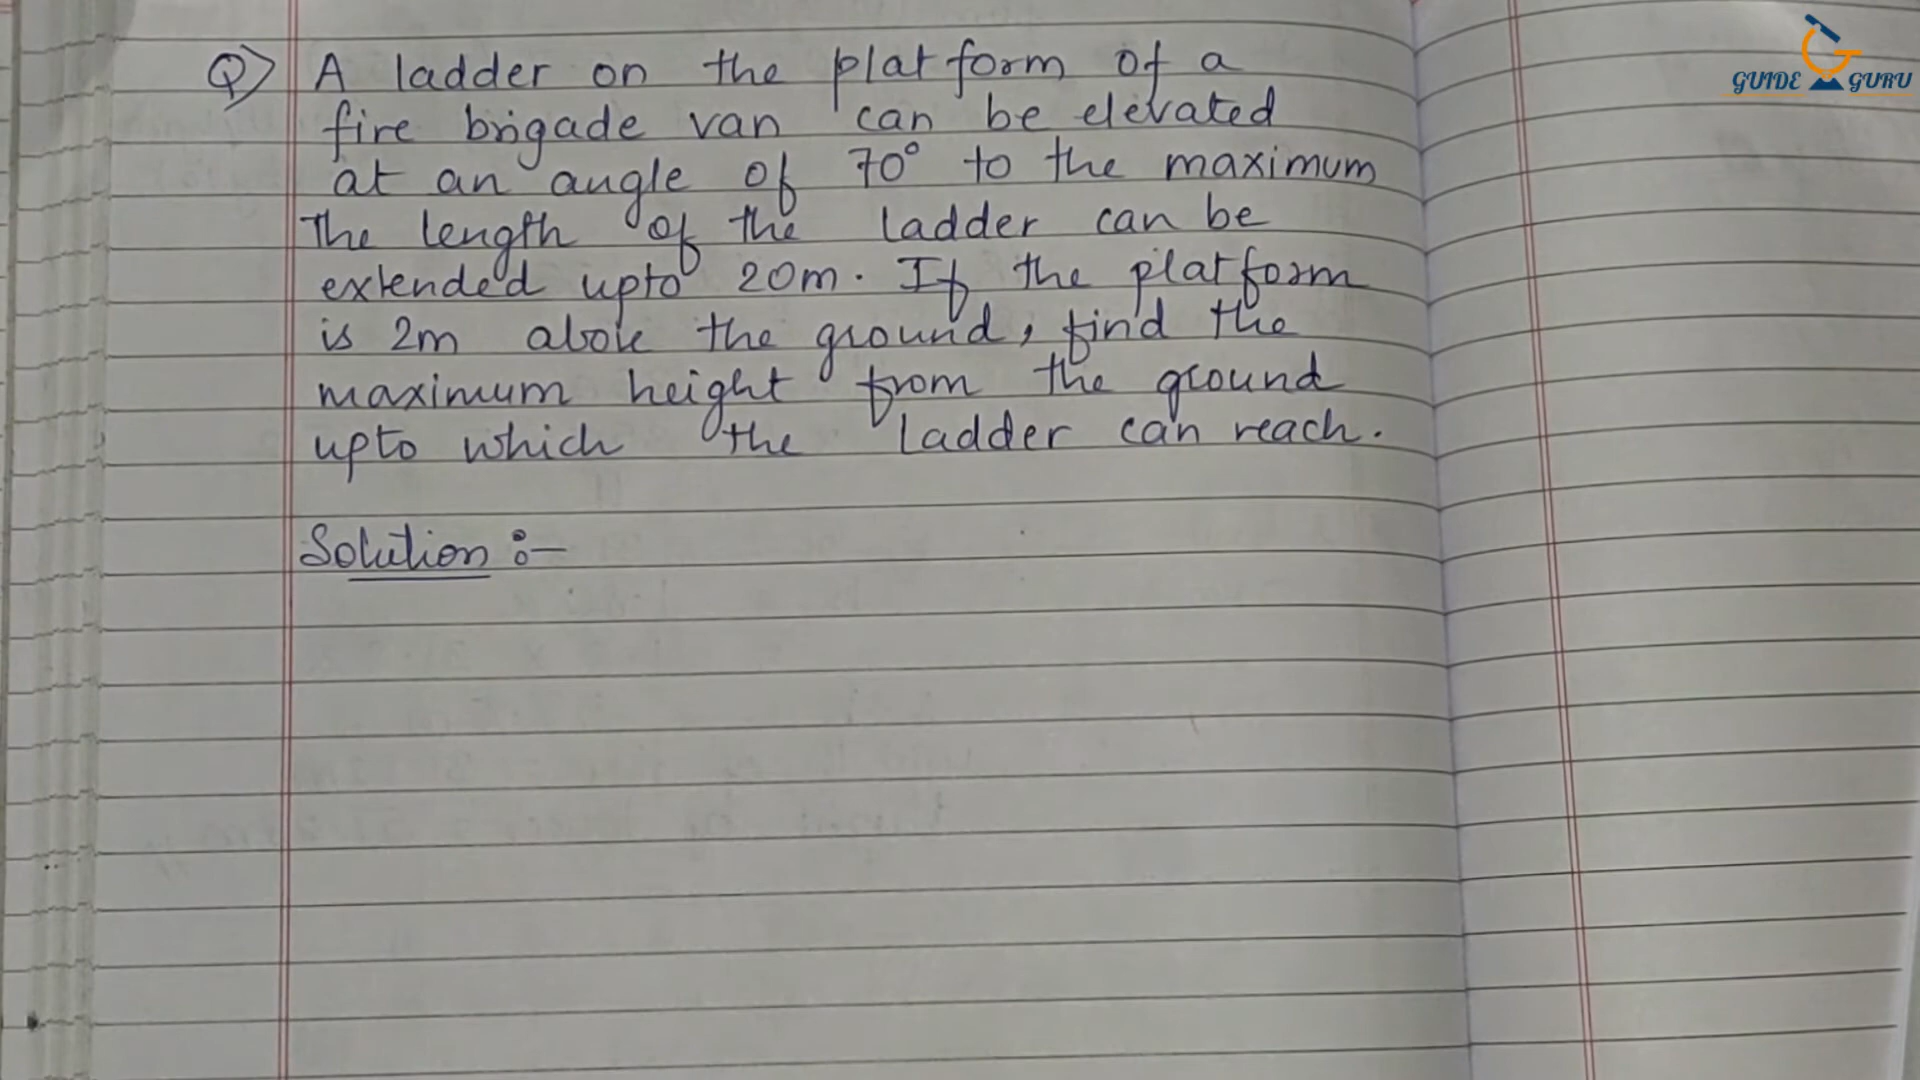 Q) A ladder on the platform of a
fire brigade van can be elevated
at an angle of 70° to the maximum
The length of the ladder can be
extended upto 20m. If the platform
is 2m above the ground, find the
maximum height from the ground
upto which the ladder can reach.
Solution :-
GUIDE GURU